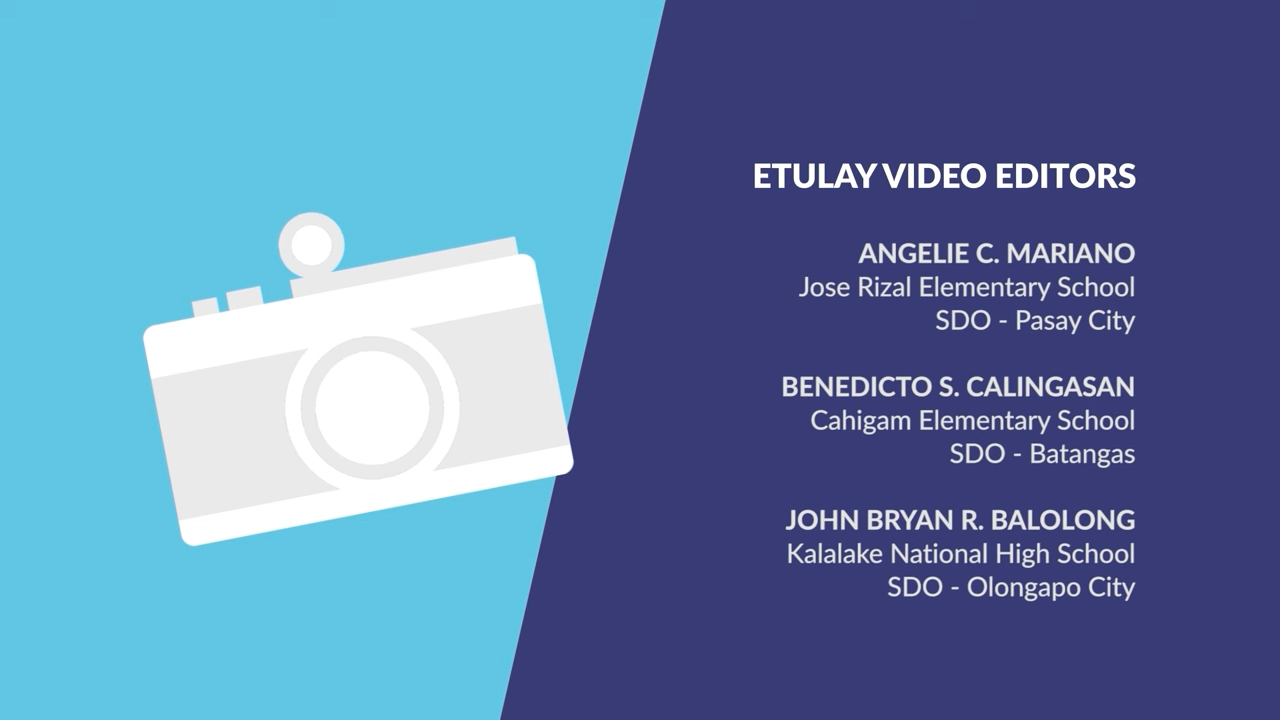 ETULAY VIDEO EDITORS
ANGELIE C. MARIANO
Jose Rizal Elementary School
SDO - Pasay City
BENEDICTO S. CALINGASAN
Cahigam Elementary School
SDO - Batangas
JOHN BRYAN R. BALOLONG
Kalalake National High School
SDO - Olongapo City